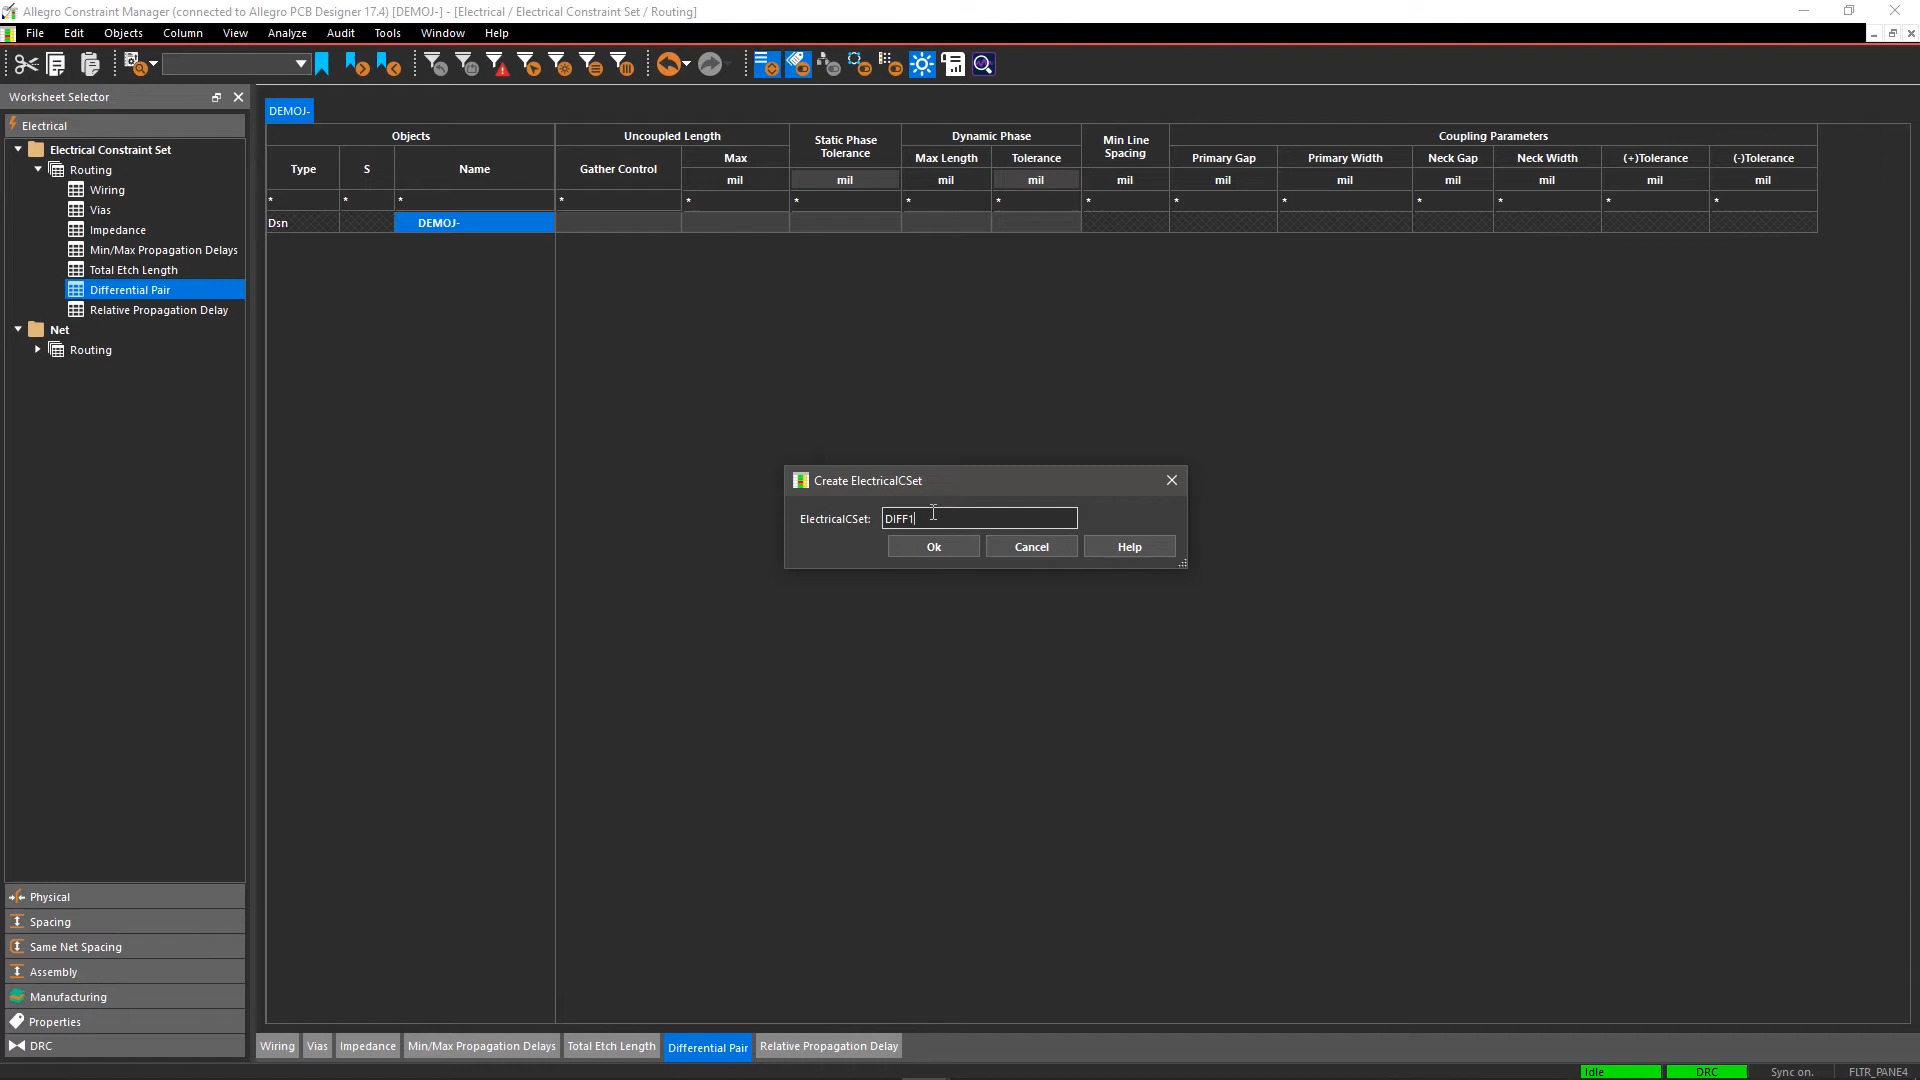 Allegro Constraint Manager (connected to Allegro PCB Designer 17.4) [DEMOJ-] - [Electrical / Electrical Constraint Set / Routing]
File Edit Objects Column View Analyze Audit Tools Window Help
Worksheet Selector
Electrical
Electrical Constraint Set
Routing
Wiring
Vias
Impedance
Min/Max Propagation Delays
Total Etch Length
Differential Pair
Relative Propagation Delay
Net
Routing
Physical
Spacing
Same Net Spacing
Assembly
Manufacturing
Properties
DRC
DEMOJ-
Objects Uncoupled Length Static Phase Tolerance Dynamic Phase Min Line Spacing Coupling Parameters
Type S Name Gather Control Max Max Length Tolerance Primary Gap Primary Width Neck Gap Neck Width (+)Tolerance (-)Tolerance
mil mil mil mil mil mil mil mil mil mil mil
* * * * * * * * * * * * * * *
Dsn DEMOJ-
Create ElectricalCSet
ElectricalCSet: DIFF1
Ok Cancel Help
Wiring Vias Impedance Min/Max Propagation Delays Total Etch Length Differential Pair Relative Propagation Delay
Idle DRC Sync on. FLTR_PANE4